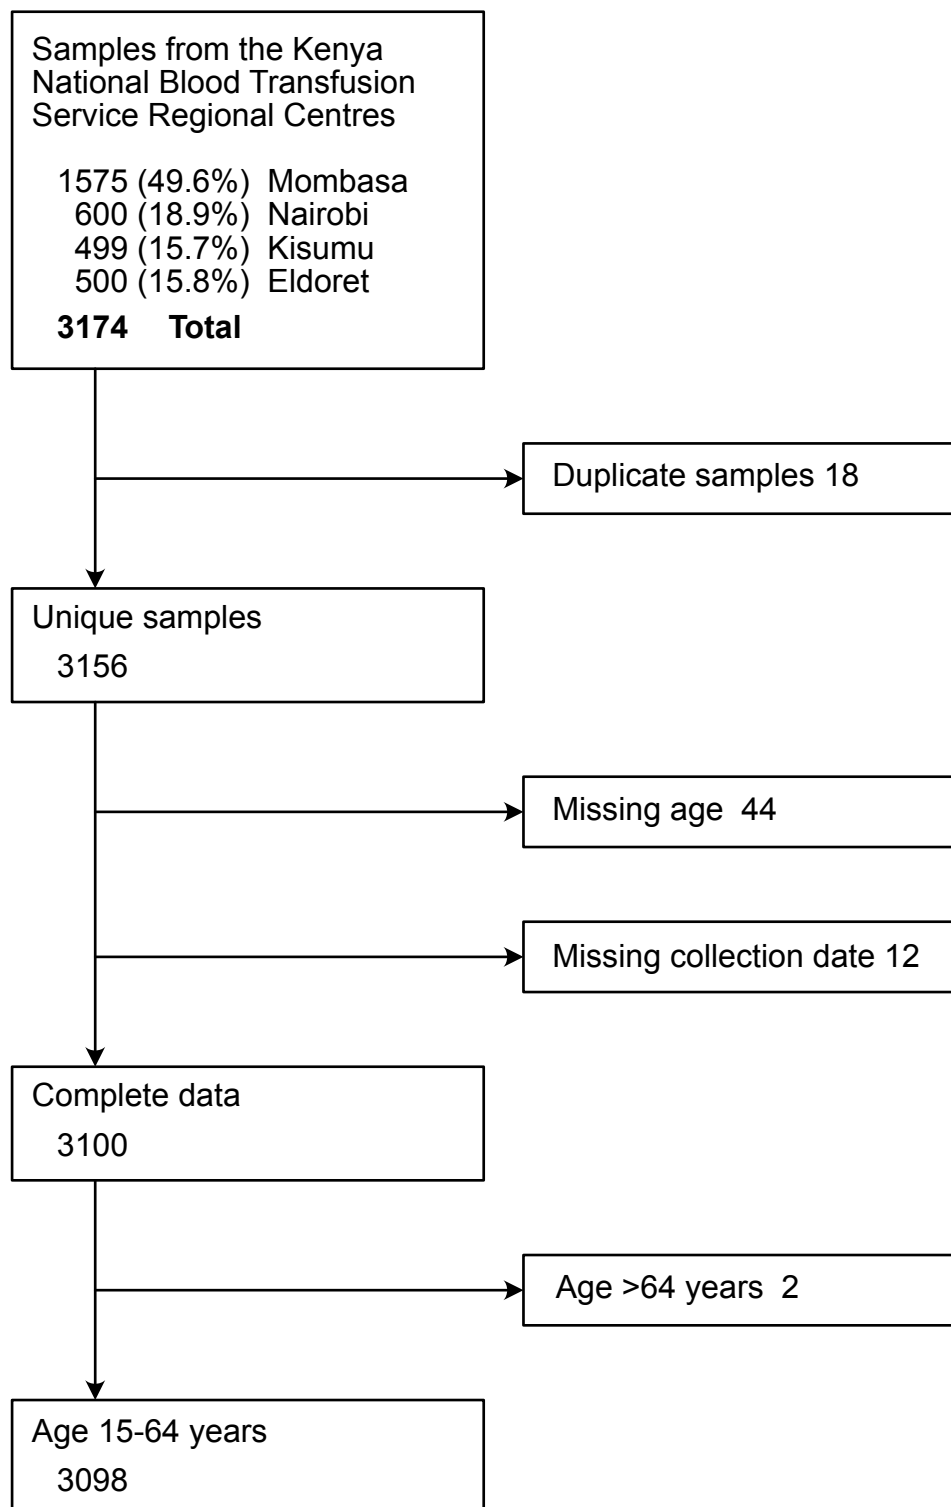 Samples from the Kenya
National Blood Transfusion
Service Regional Centres
1575 (49.6%) Mombasa
600 (18.9%) Nairobi
499 (15.7%) Kisumu
500 (15.8%) Eldoret
3174 Total
Duplicate samples 18
Unique samples
3156
Missing age 44
Missing collection date 12
Complete data
3100
Age >64 years 2
Age 15-64 years
3098